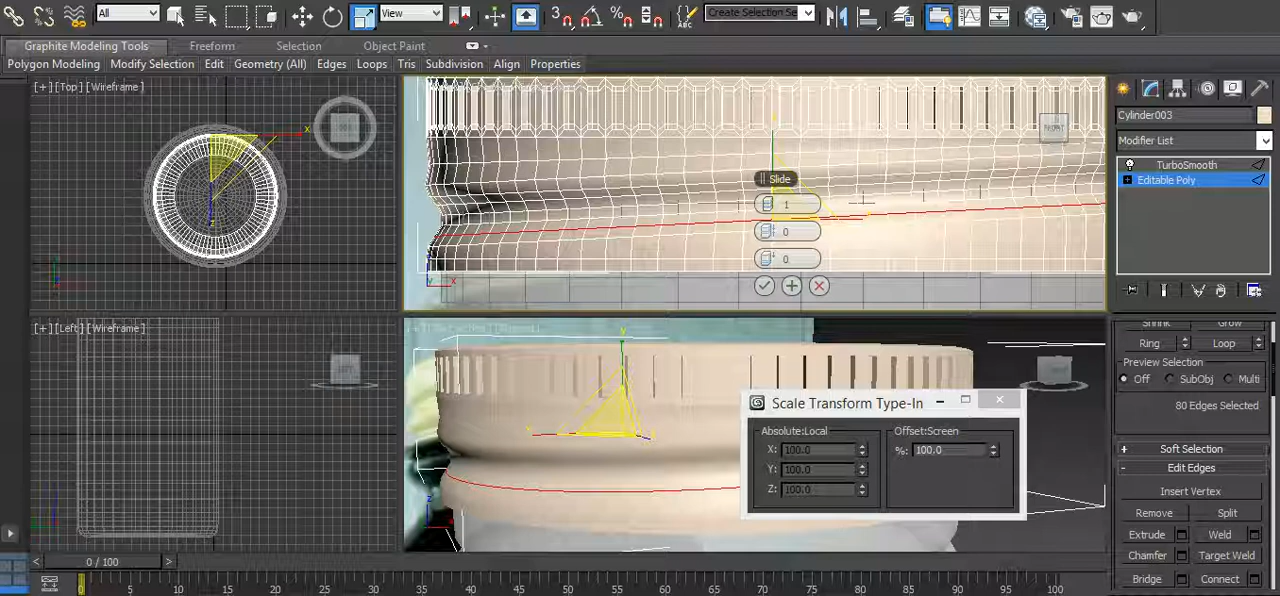 All View Create Selection Se
Graphite Modeling Tools Freeform Selection Object Paint
Polygon Modeling Modify Selection Edit Geometry (All) Edges Loops Tris Subdivision Align Properties
[+] [Top] [Wireframe]
x
FRONT
Slide
1
0
0
[+] [Left] [Wireframe]
LEFT
Scale Transform Type-In
Absolute:Local Offset:Screen
X: 100.0 %: 100.0
Y: 100.0
Z: 100.0
Cylinder003
Modifier List
TurboSmooth
Editable Poly
Shrink Grow
Ring Loop
Preview Selection
Off SubObj Multi
80 Edges Selected
Soft Selection
Edit Edges
Insert Vertex
Remove Split
Extrude Weld
Chamfer Target Weld
Bridge Connect
< 0 / 100 >
0 5 10 15 20 25 30 35 40 45 50 55 60 65 70 75 80 85 90 95 100